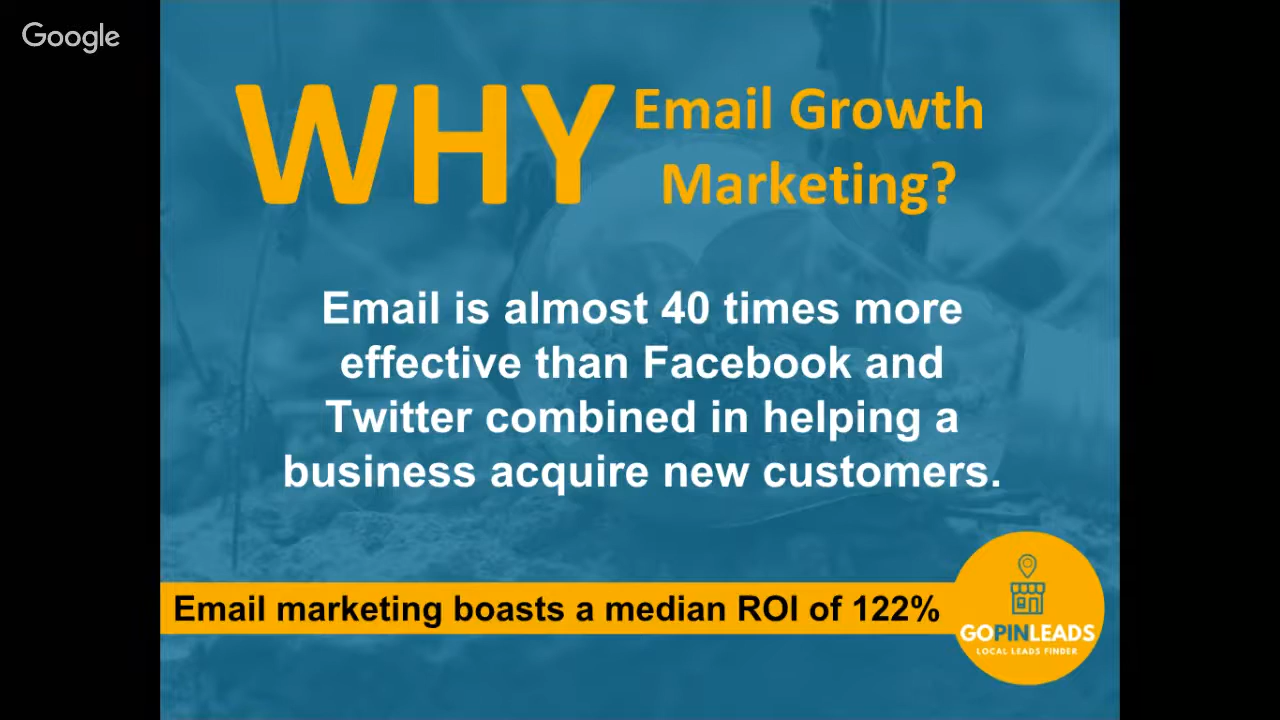 Google
WHY
Email Growth
Marketing?
Email is almost 40 times more
effective than Facebook and
Twitter combined in helping a
business acquire new customers.
Email marketing boasts a median ROI of 122%
GOPINLEADS
LOCAL LEADS FINDER